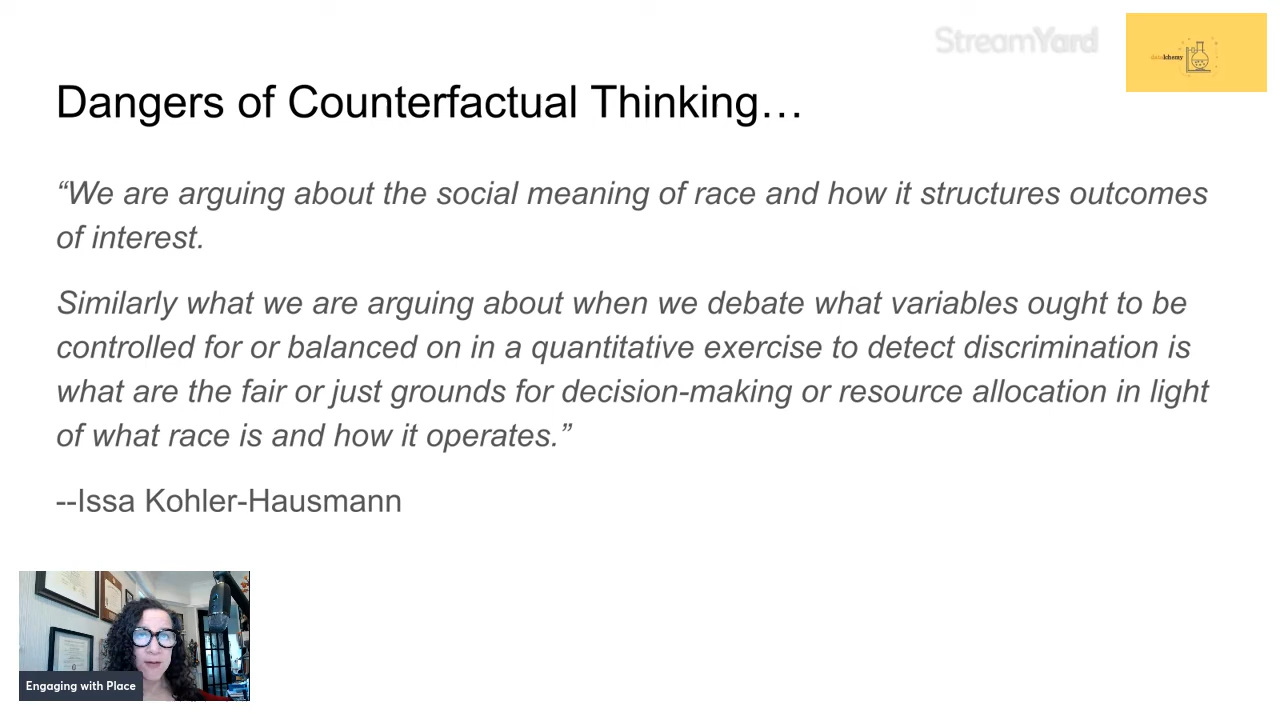 StreamYard
datalchemy
Dangers of Counterfactual Thinking…
“We are arguing about the social meaning of race and how it structures outcomes
of interest.
Similarly what we are arguing about when we debate what variables ought to be
controlled for or balanced on in a quantitative exercise to detect discrimination is
what are the fair or just grounds for decision-making or resource allocation in light
of what race is and how it operates.”
--Issa Kohler-Hausmann
Engaging with Place